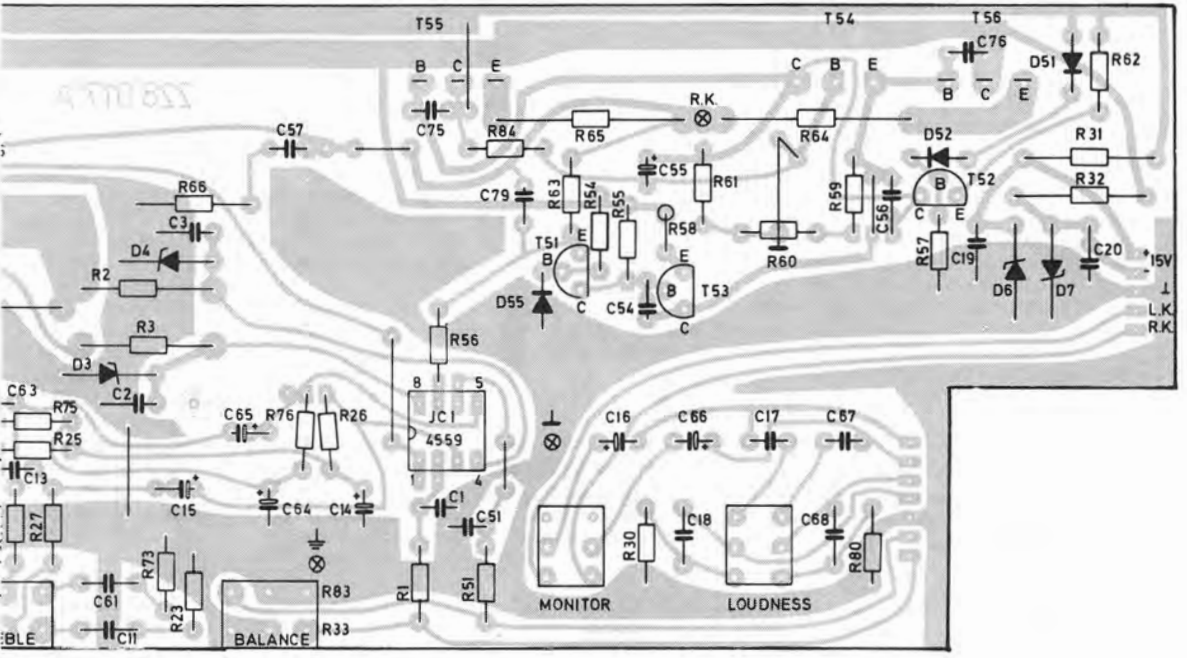 T55
T54
T56
C76
D51
R62
B C E
C B E
R.K.
B C E
228 017 A
C75
C57
R84
R65
R64
D52
R31
C55
R66
C79
R63
R54
R55
R61
R59
C56
B
T52
R32
C E
C3
R58
D4
T51
E
B
C
R60
R57
C19
C20
+
15V
-
⊥
R2
D55
C54
E
B
C
T53
D6
D7
L.K.
R.K.
R3
R56
D3
8 5
C63
C2
R75
C65
+
R76
R26
JC1
4559
⊥
C16
+
C66
+
C17
C67
R25
C13
1 4
+
C15
+
C64
+
C14
C1
C51
R27
R30
C18
C68
R80
R73
R23
C61
R83
R1
R51
MONITOR
LOUDNESS
BLE
C11
BALANCE
R33